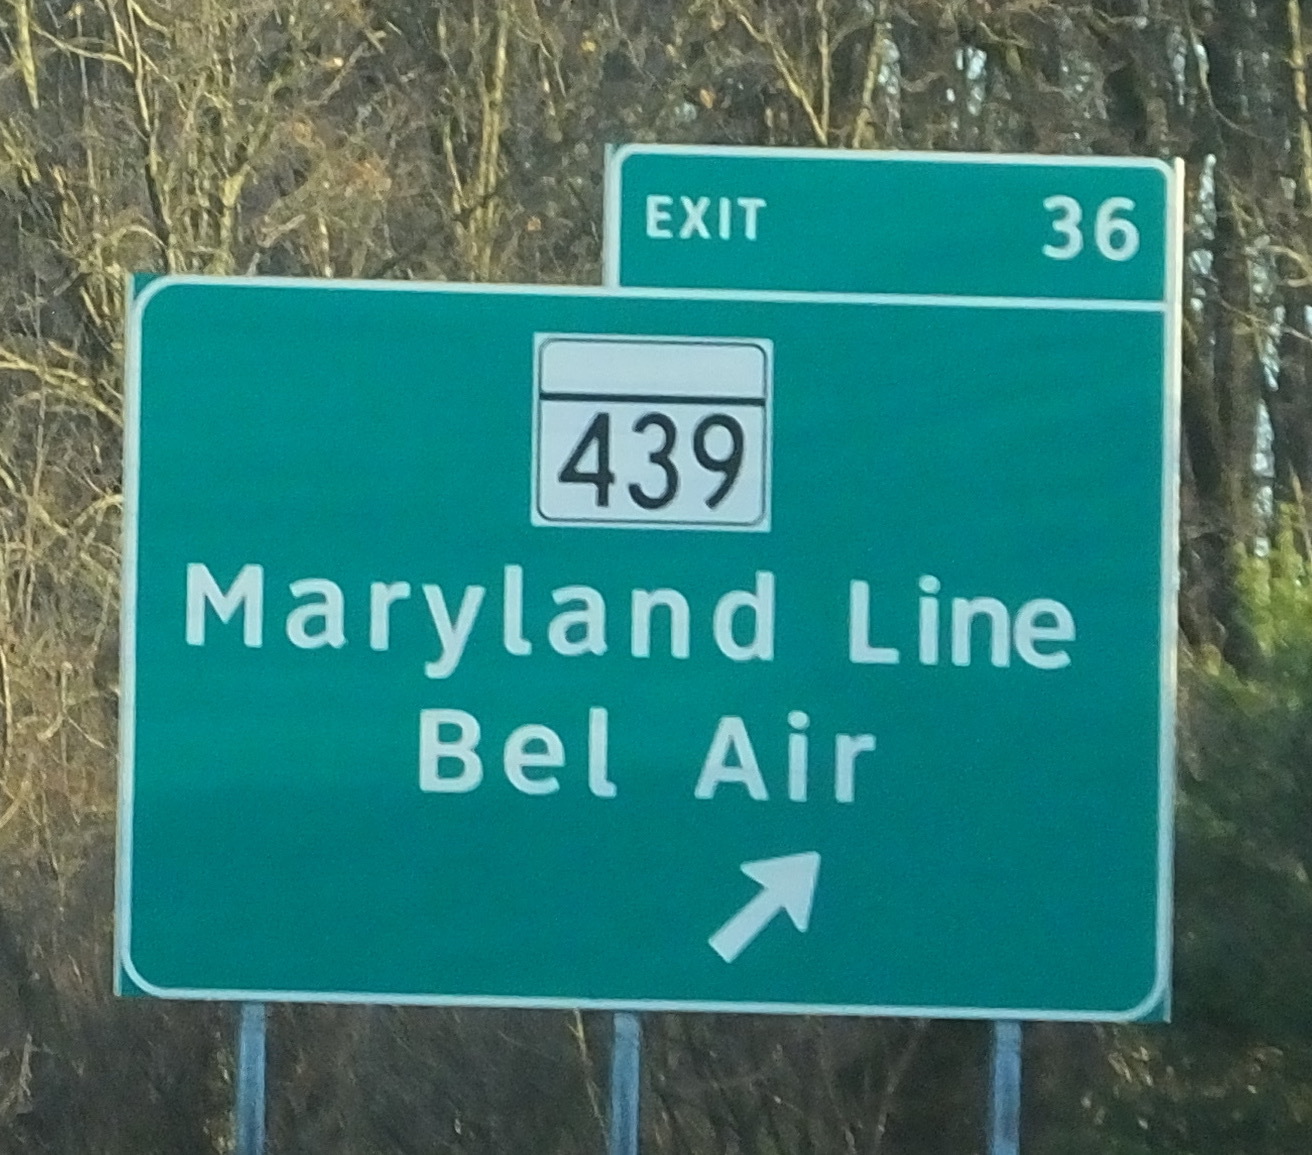 EXIT 36
439
Maryland Line
Bel Air